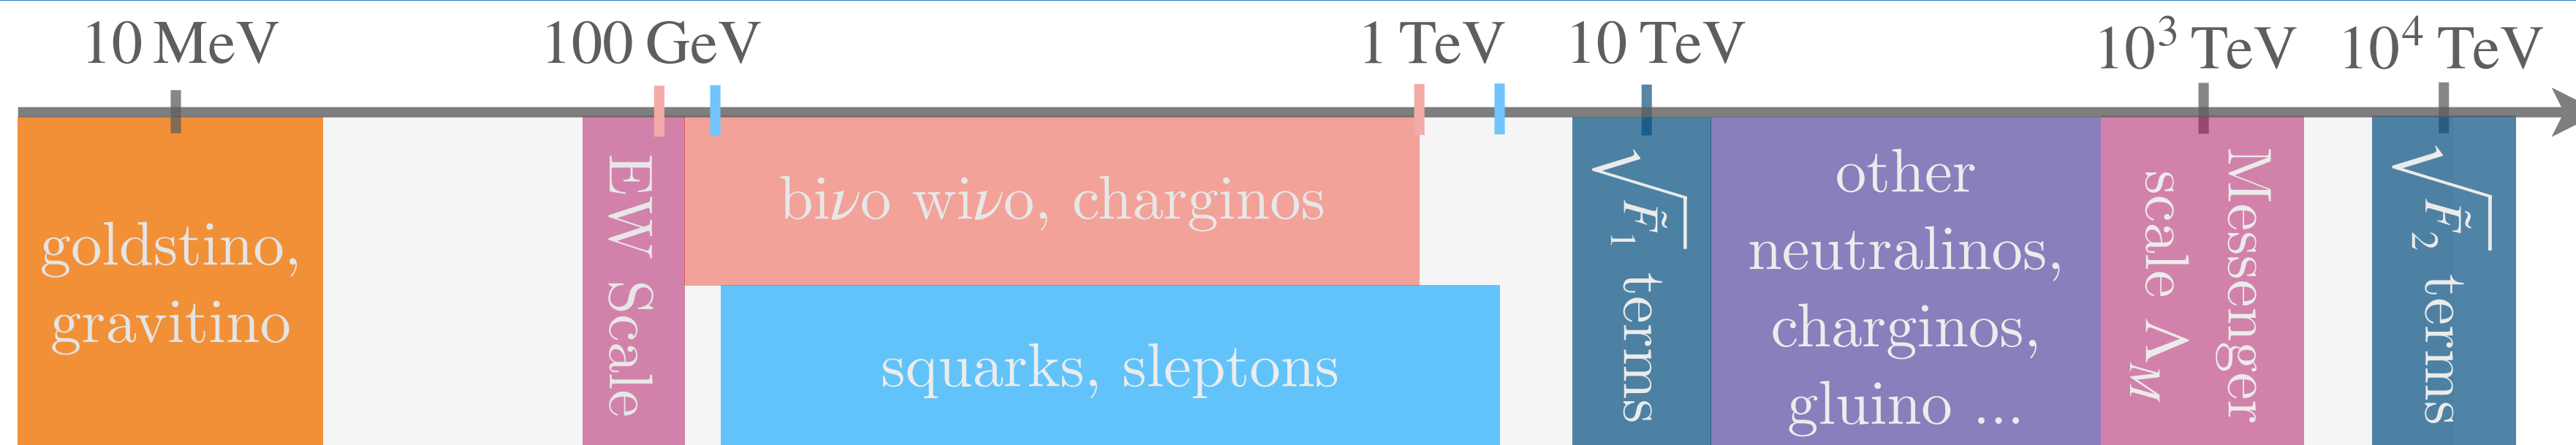 10 MeV
100 GeV
1 TeV
10 TeV
10³ TeV
10⁴ TeV
goldstino,
gravitino
EW Scale
biνo wiνo, charginos
squarks, sleptons
√F̃₁ terms
other
neutralinos,
charginos,
gluino ...
Messenger
scale Λ_M
√F̃₂ terms